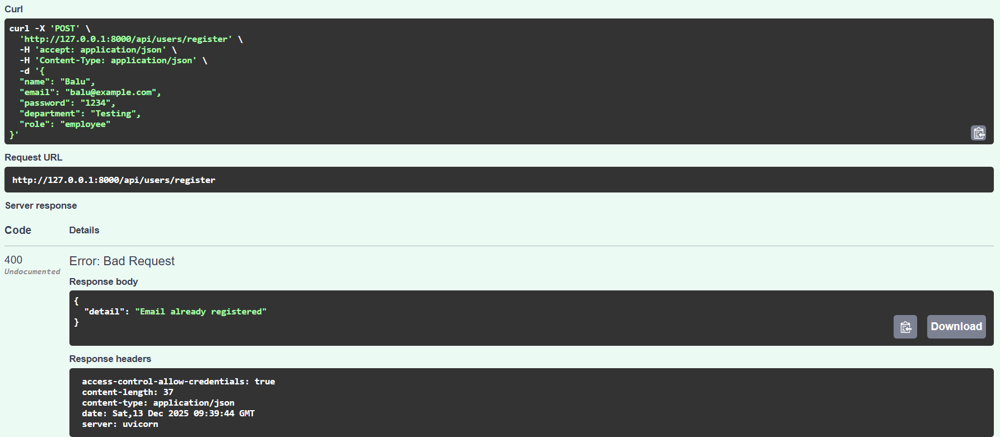 Curl
curl -X 'POST' \
  'http://127.0.0.1:8000/api/users/register' \
  -H 'accept: application/json' \
  -H 'Content-Type: application/json' \
  -d '{
  "name": "Balu",
  "email": "balu@example.com",
  "password": "1234",
  "department": "Testing",
  "role": "employee"
}'
Request URL
http://127.0.0.1:8000/api/users/register
Server response
Code Details
400 Error: Bad Request
Undocumented
Response body
{
  "detail": "Email already registered"
}
Download
Response headers
access-control-allow-credentials: true
content-length: 37
content-type: application/json
date: Sat,13 Dec 2025 09:39:44 GMT
server: uvicorn